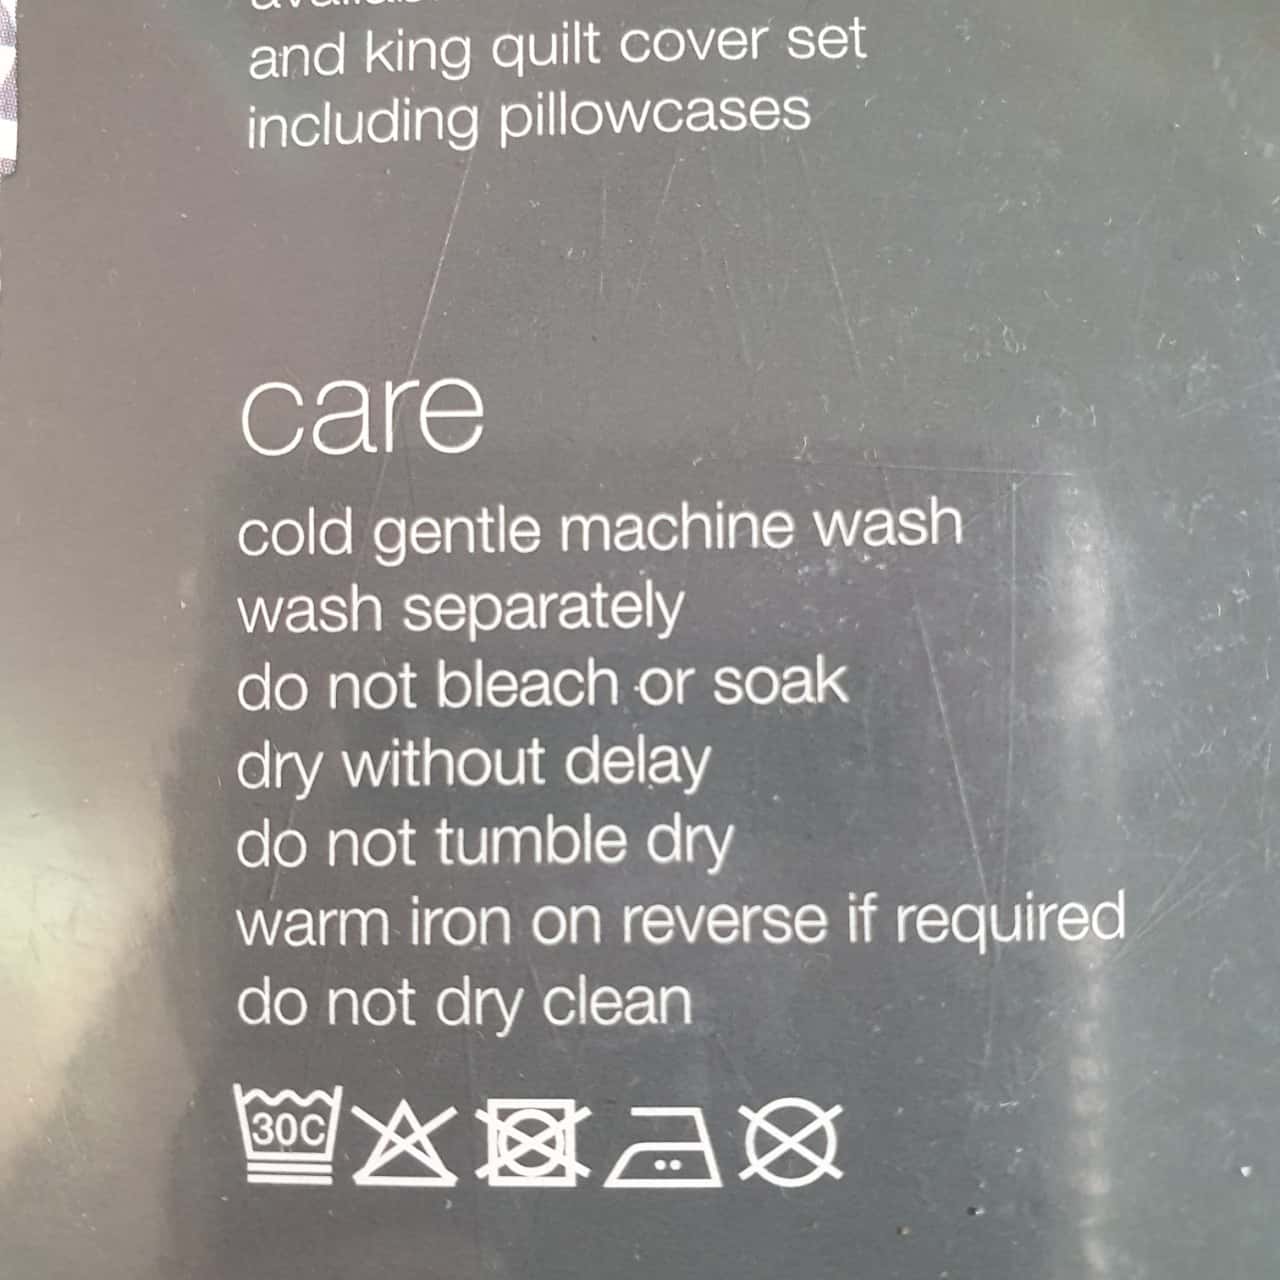 and king quilt cover set
including pillowcases
care
cold gentle machine wash
wash separately
do not bleach or soak
dry without delay
do not tumble dry
warm iron on reverse if required
do not dry clean
30C